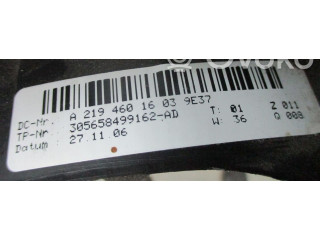 Ovoko
DC-Nr. A 219 460 16 03 9E37
TP-Nr 305658499162-AD T: 01 Z 011
Datum 27.11 06 W: 36 Q 008